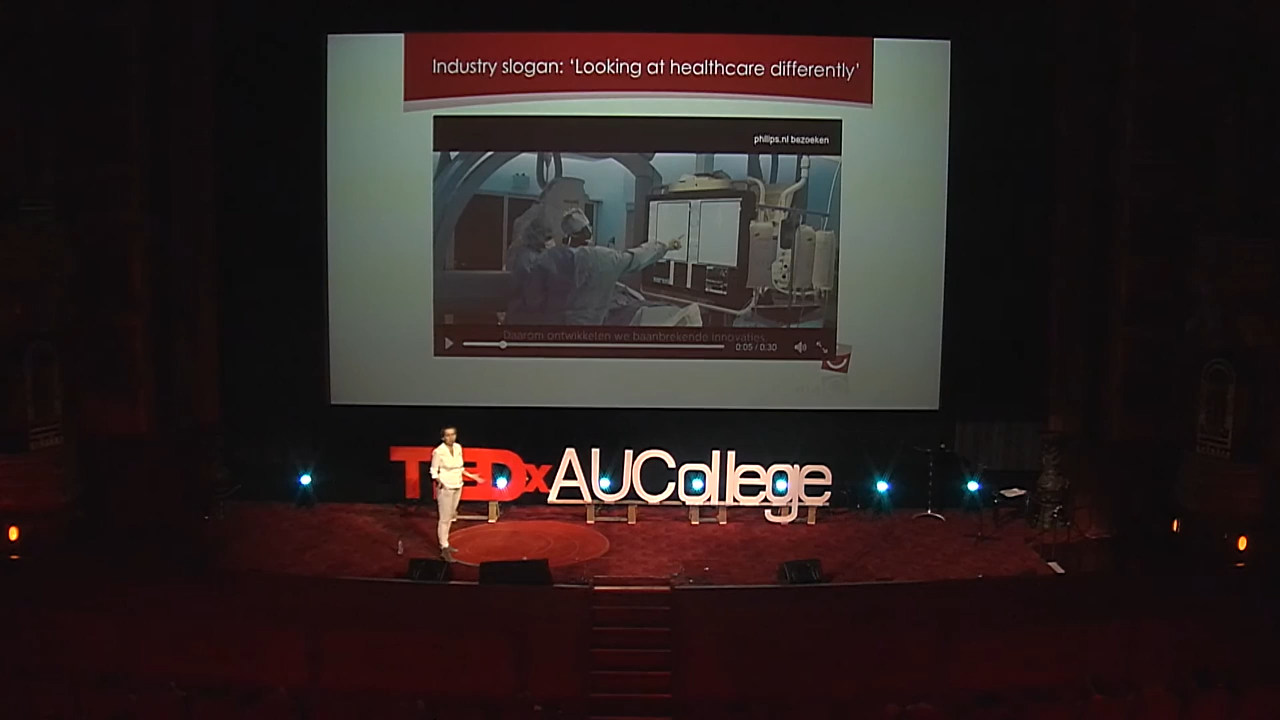 Industry slogan: ‘Looking at healthcare differently’
philips.nl bezoeken
Daarom ontwikkelen we baanbrekende innovaties.
0:05 / 0:30
TEDxAUCollege